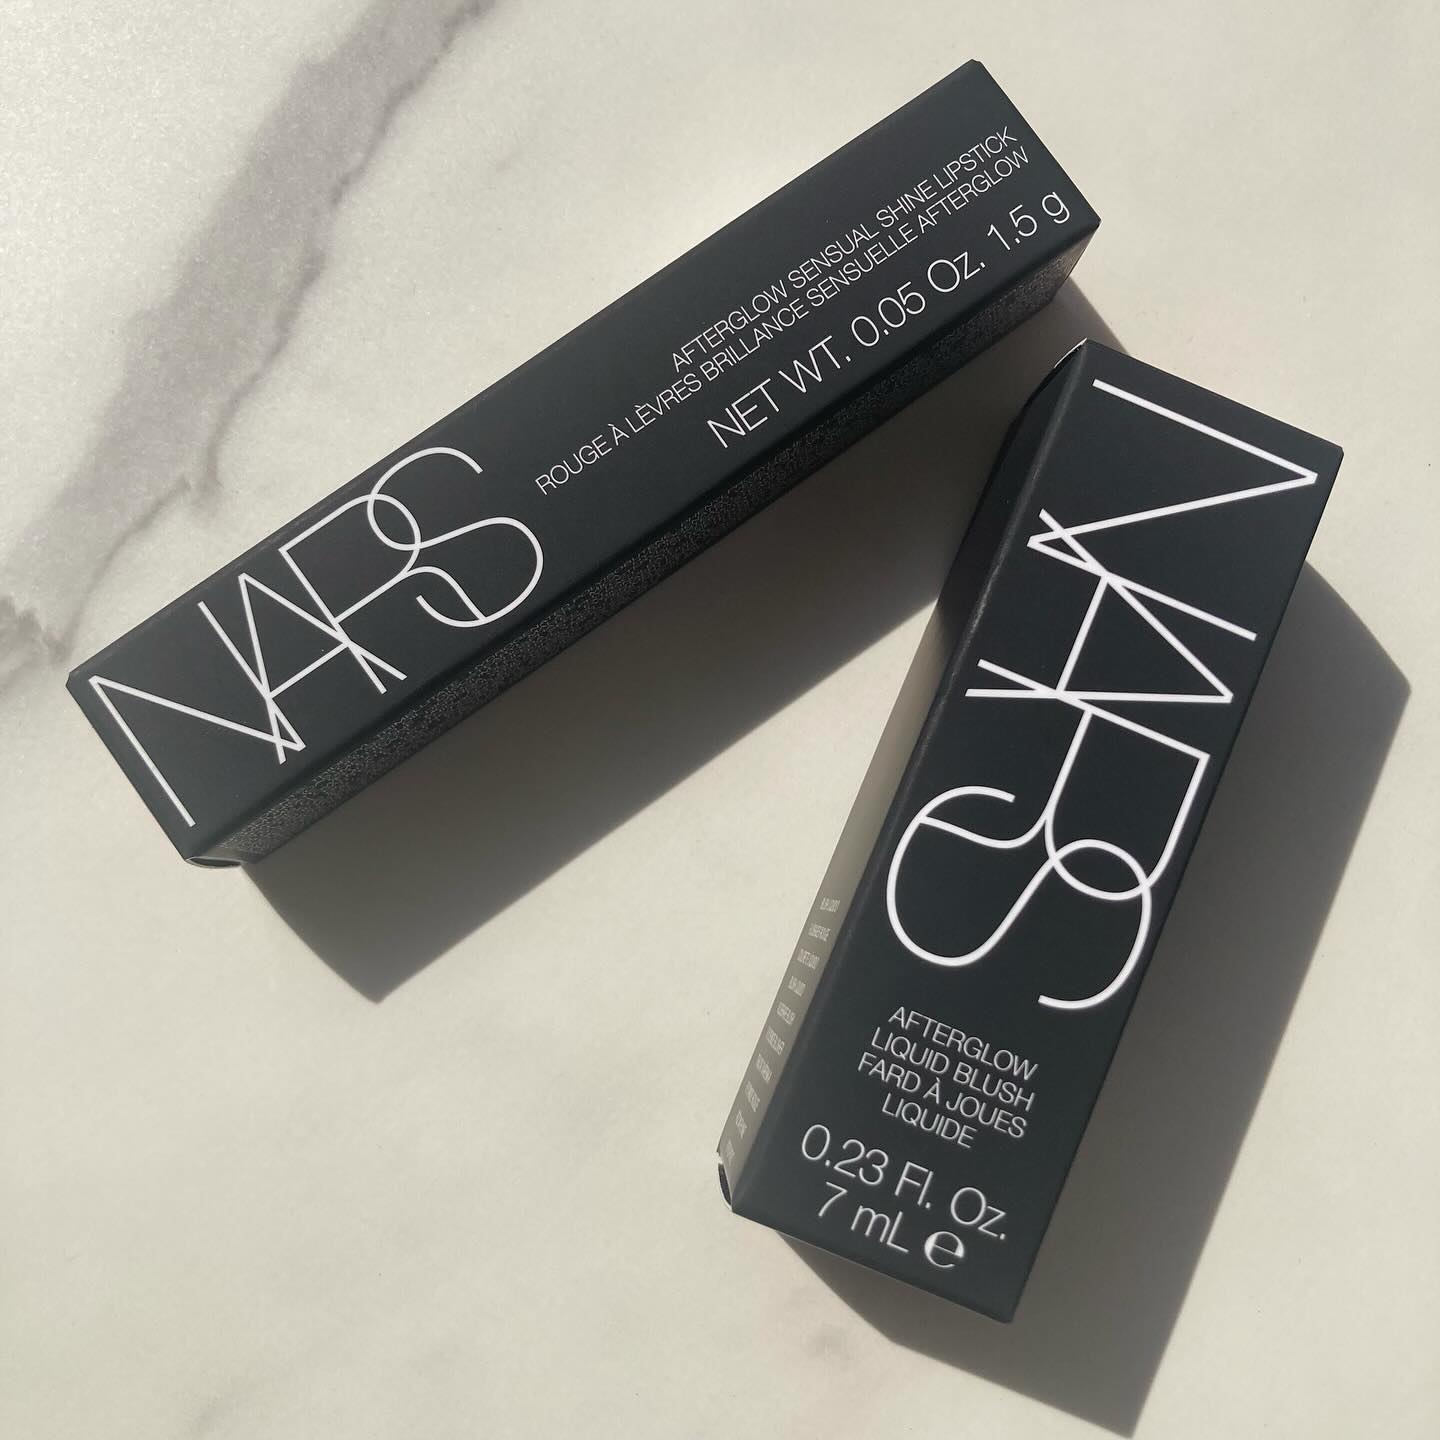 NARS
AFTERGLOW SENSUAL SHINE LIPSTICK
ROUGE À LÈVRES BRILLANCE SENSUELLE AFTERGLOW
NET WT. 0.05 Oz. 1.5 g
NARS
AFTERGLOW
LIQUID BLUSH
FARD À JOUES
LIQUIDE
0.23 Fl. Oz.
7 mL ℮